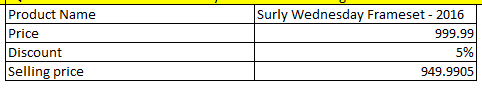 Product Name Surly Wednesday Frameset - 2016
Price 999.99
Discount 5%
Selling price 949.9905